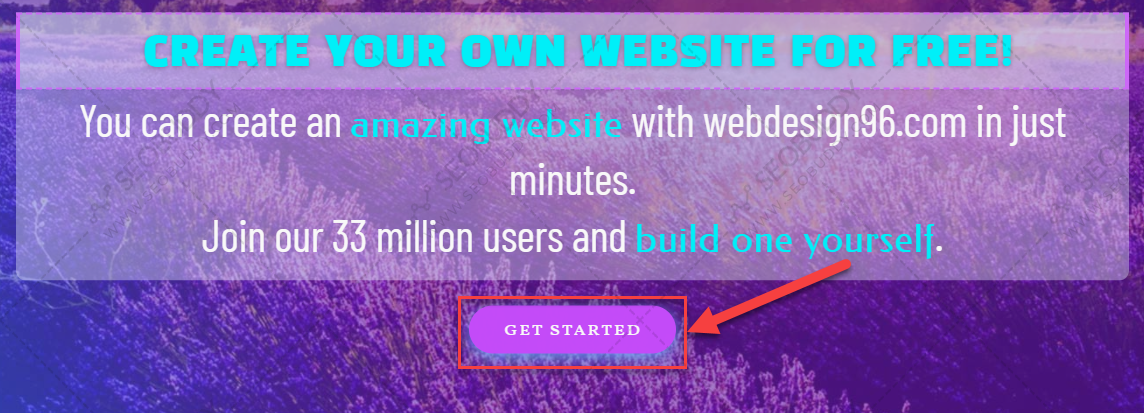 CREATE YOUR OWN WEBSITE FOR FREE!
You can create an amazing website with webdesign96.com in just
minutes.
Join our 33 million users and build one yourself.
GET STARTED